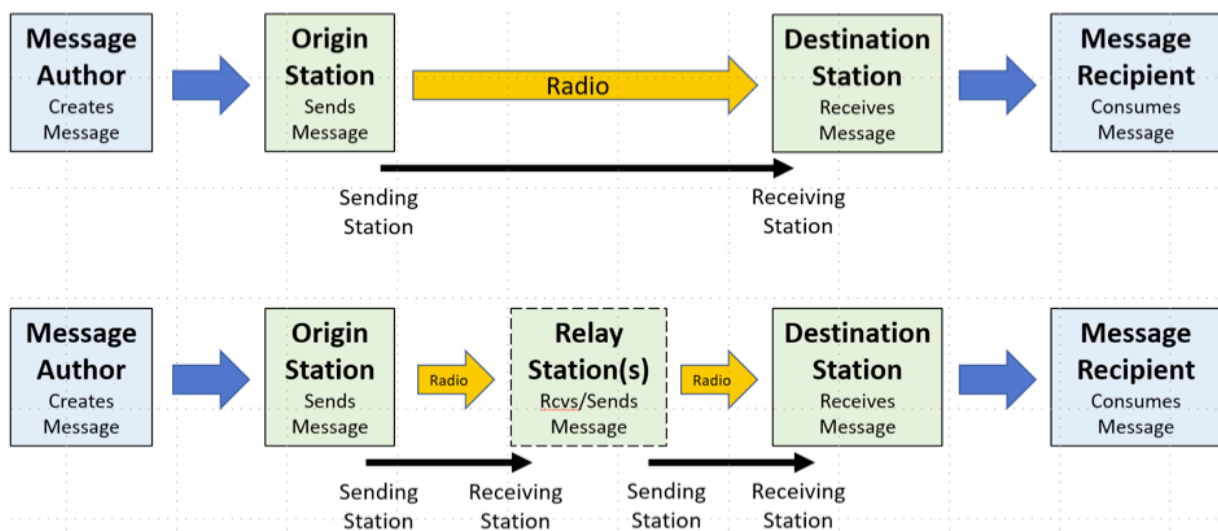 Message
Author
Creates
Message
Origin
Station
Sends
Message
Radio
Destination
Station
Receives
Message
Message
Recipient
Consumes
Message
Sending
Station
Receiving
Station
Message
Author
Creates
Message
Origin
Station
Sends
Message
Radio
Relay
Station(s)
Rcvs/Sends
Message
Radio
Destination
Station
Receives
Message
Message
Recipient
Consumes
Message
Sending
Station
Receiving
Station
Sending
Station
Receiving
Station